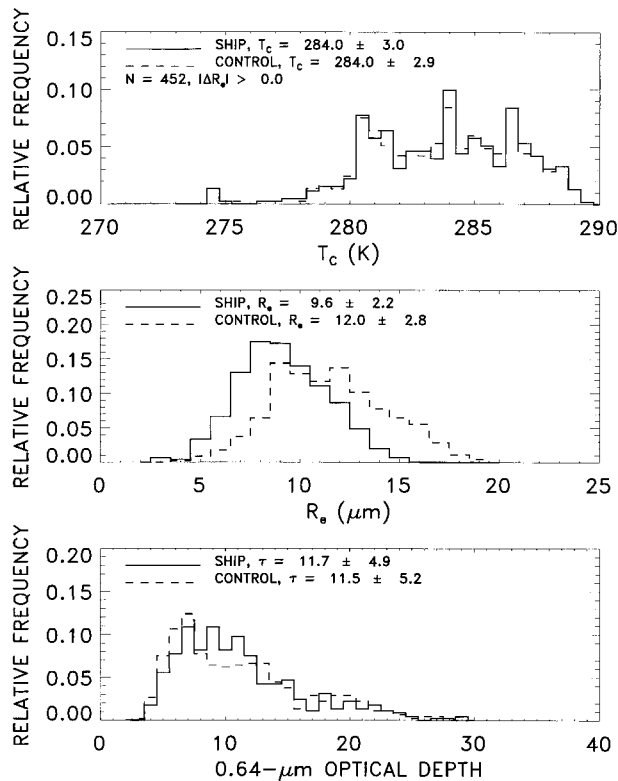 RELATIVE FREQUENCY
0.15
0.10
0.05
0.00
SHIP, T_C = 284.0 ± 3.0
CONTROL, T_C = 284.0 ± 2.9
N = 452, |ΔR_e| > 0.0
270 275 280 285 290
T_C (K)
RELATIVE FREQUENCY
0.25
0.20
0.15
0.10
0.05
0.00
SHIP, R_e = 9.6 ± 2.2
CONTROL, R_e = 12.0 ± 2.8
0 5 10 15 20 25
R_e (μm)
RELATIVE FREQUENCY
0.20
0.15
0.10
0.05
0.00
SHIP, τ = 11.7 ± 4.9
CONTROL, τ = 11.5 ± 5.2
0 10 20 30 40
0.64-μm OPTICAL DEPTH